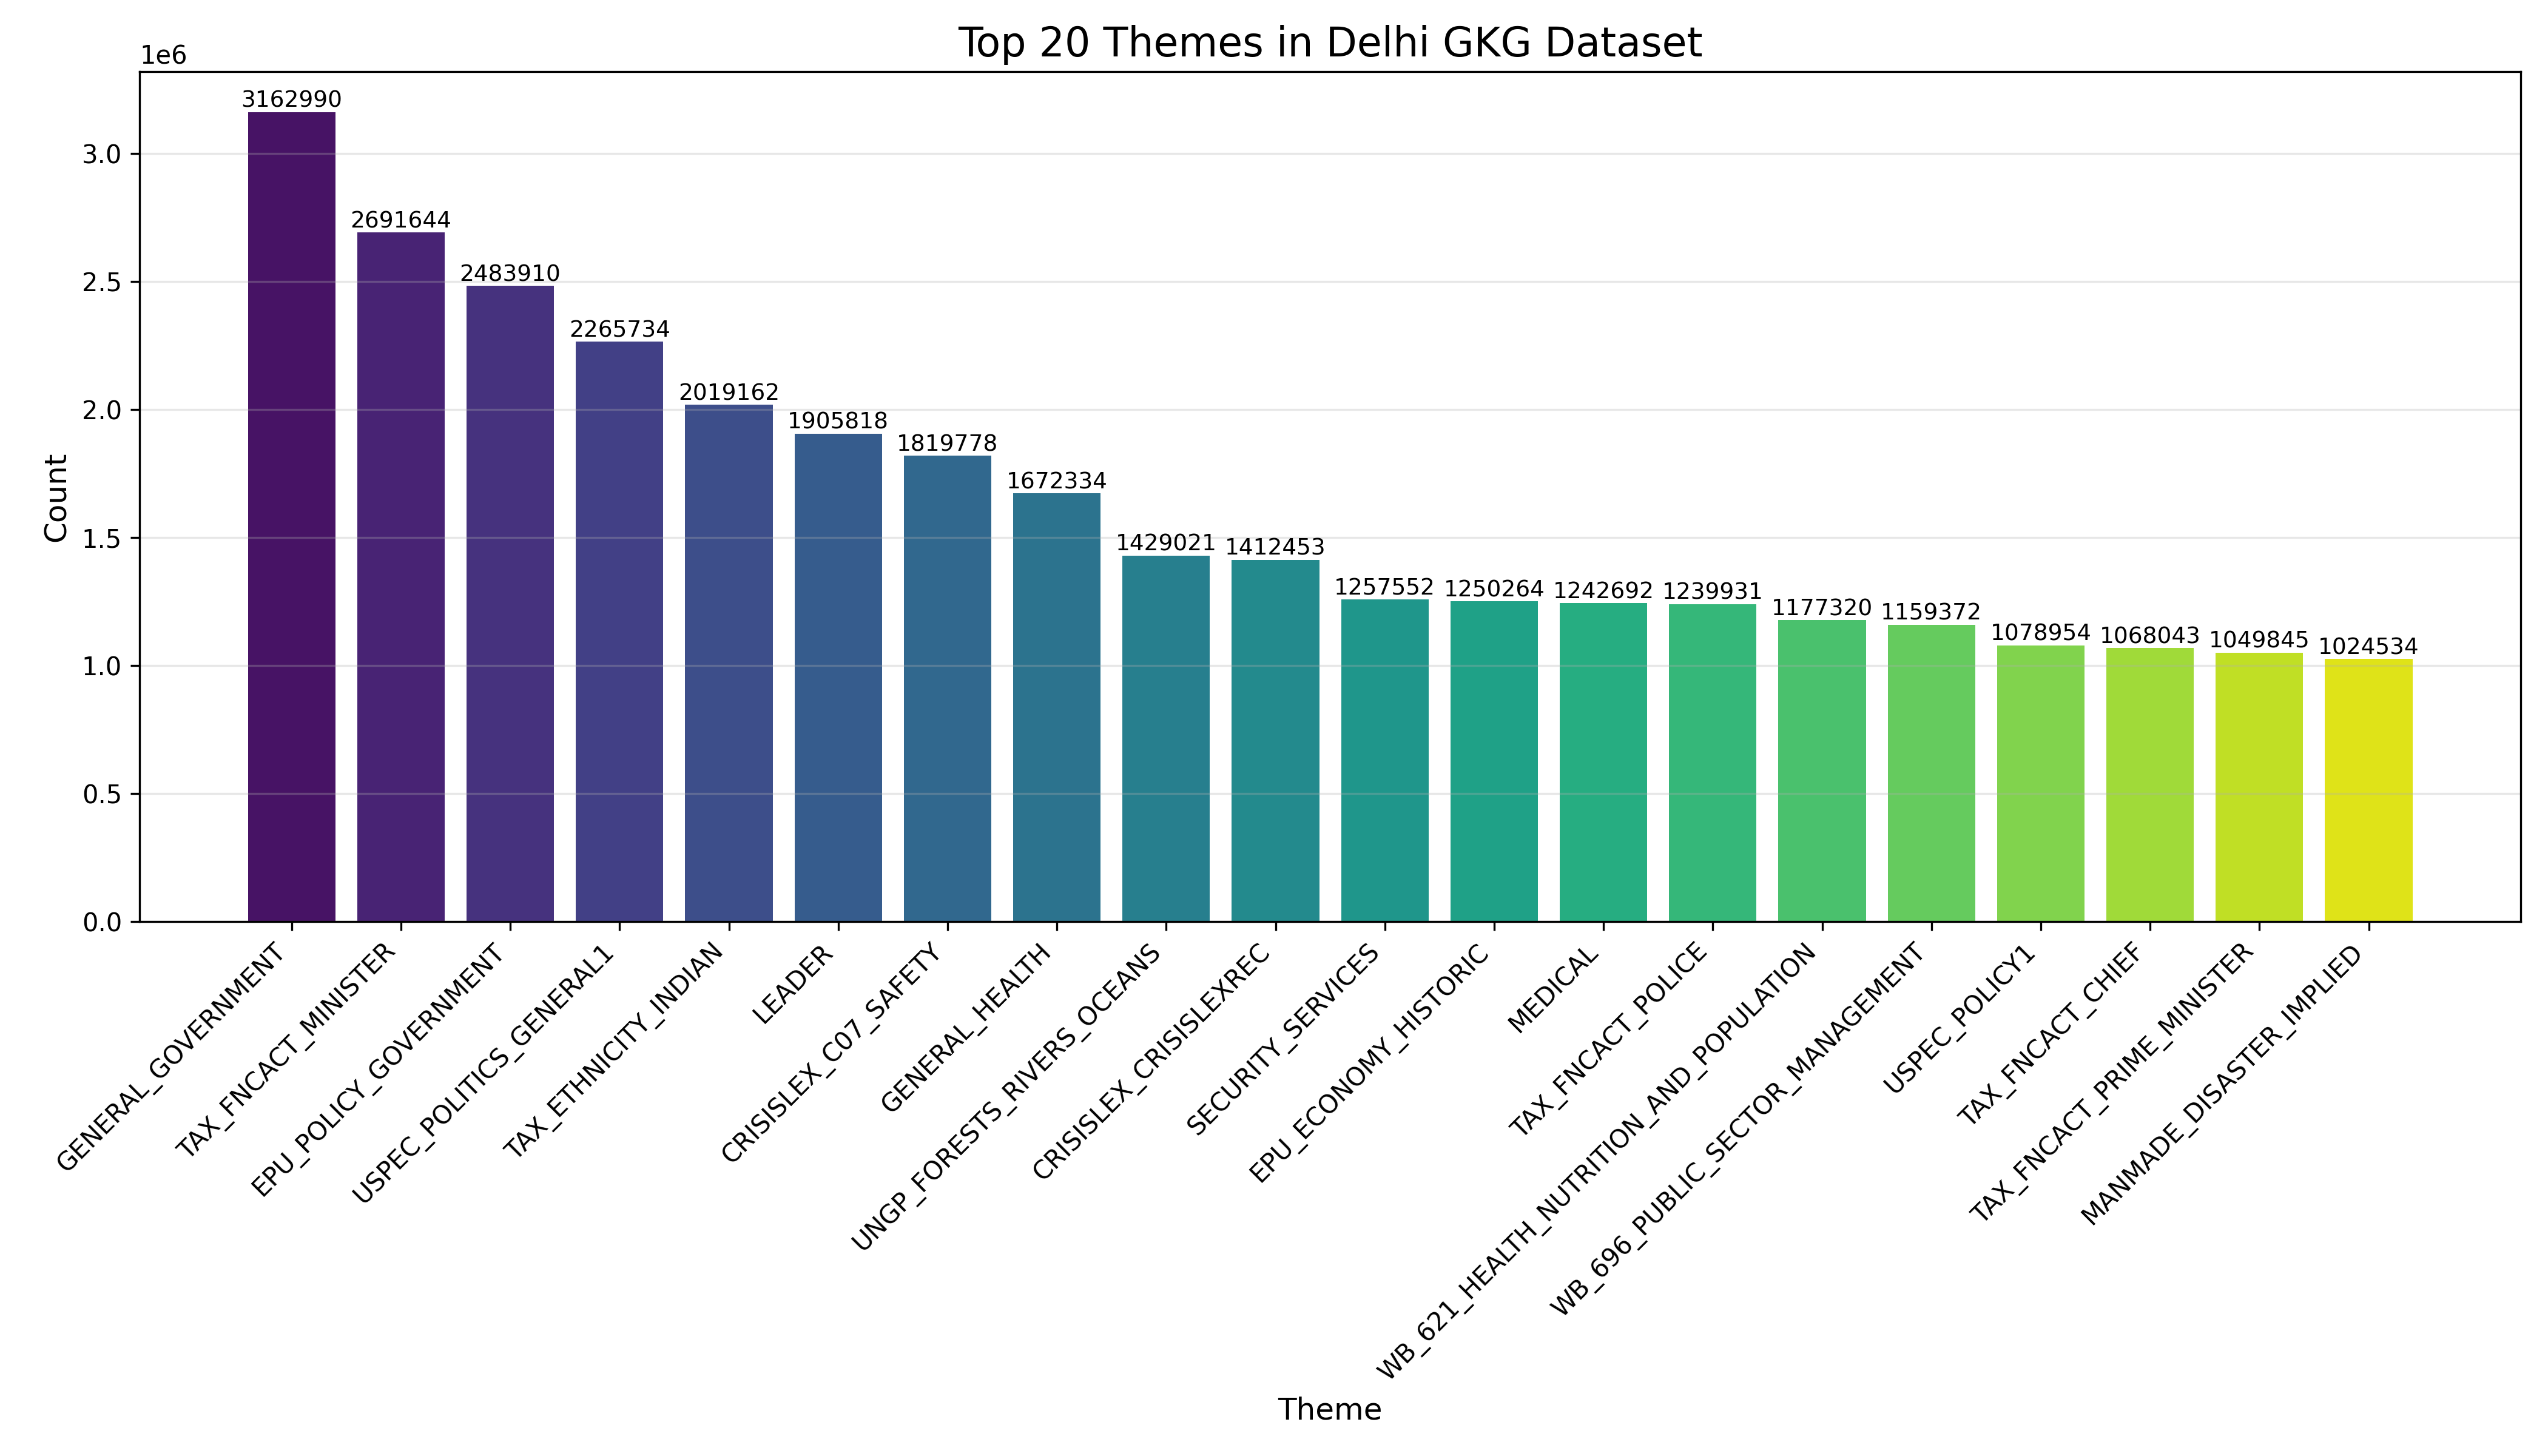 Top 20 Themes in Delhi GKG Dataset
1e6
3.0
2.5
2.0
1.5
1.0
0.5
0.0
Count
3162990
2691644
2483910
2265734
2019162
1905818
1819778
1672334
1429021
1412453
1257552
1250264
1242692
1239931
1177320
1159372
1078954
1068043
1049845
1024534
GENERAL_GOVERNMENT
TAX_FNCACT_MINISTER
EPU_POLICY_GOVERNMENT
USPEC_POLITICS_GENERAL1
TAX_ETHNICITY_INDIAN
LEADER
CRISISLEX_C07_SAFETY
GENERAL_HEALTH
UNGP_FORESTS_RIVERS_OCEANS
CRISISLEX_CRISISLEXREC
SECURITY_SERVICES
EPU_ECONOMY_HISTORIC
MEDICAL
TAX_FNCACT_POLICE
WB_621_HEALTH_NUTRITION_AND_POPULATION
WB_696_PUBLIC_SECTOR_MANAGEMENT
USPEC_POLICY1
TAX_FNCACT_CHIEF
TAX_FNCACT_PRIME_MINISTER
MANMADE_DISASTER_IMPLIED
Theme